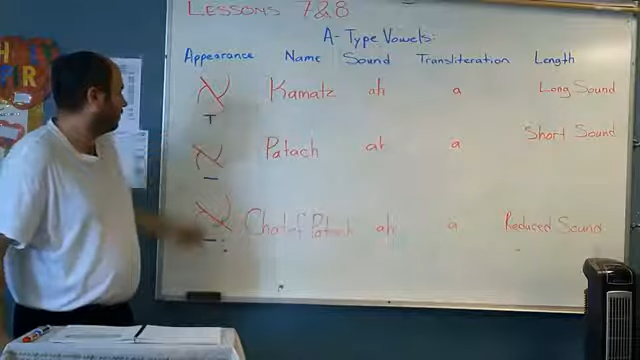 LESSONS 7&8
A-Type Vowels:
Appearance Name Sound Transliteration Length
אָ Kamatz ah a Long Sound
אַ Patach ah a Short Sound
אֲ Chatef Patach ah a Reduced Sound